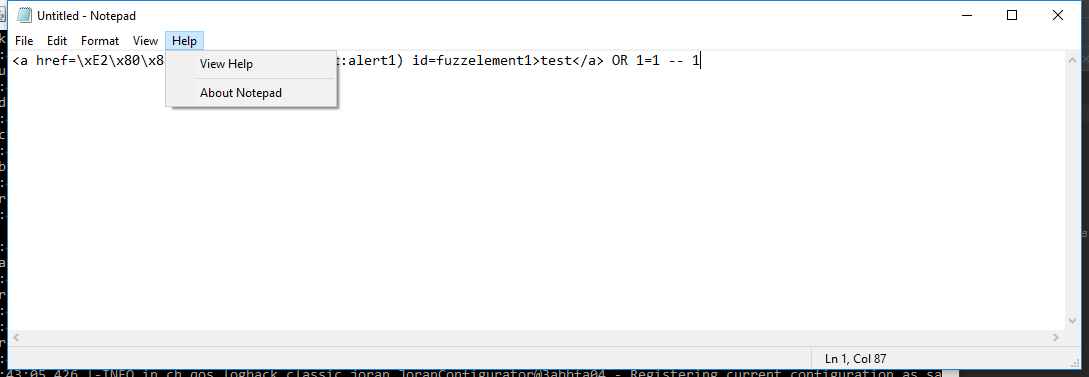 Untitled - Notepad
File Edit Format View Help
<a href=\xE2\x8 :alert1) id=fuzzelement1>test</a> OR 1=1 -- 1
View Help
About Notepad
Ln 1, Col 87
:43:05,426 |-INFO in ch.qos.logback.classic.joran.JoranConfigurator@3abbfa04 - Registering current configuration as sa